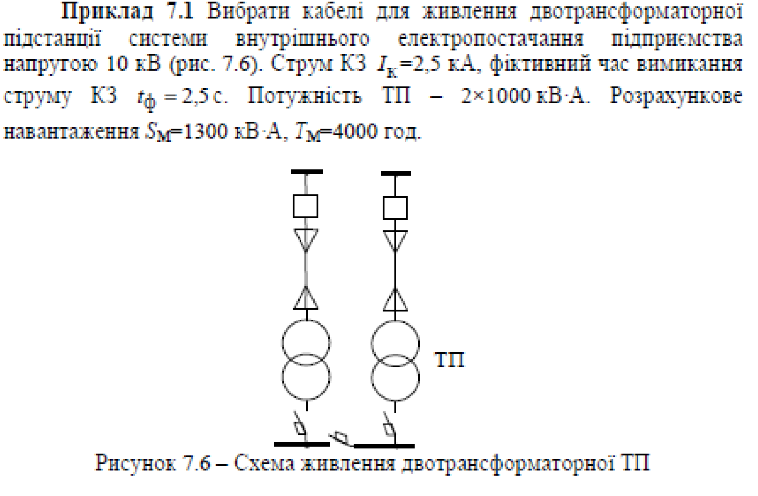 Приклад 7.1 Вибрати кабелі для живлення двотрансформаторної
підстанції системи внутрішнього електропостачання підприємства
напругою 10 кВ (рис. 7.6). Струм КЗ Iк=2,5 кА, фіктивний час вимикання
струму КЗ tф = 2,5 с. Потужність ТП – 2×1000 кВ·А. Розрахункове
навантаження SМ=1300 кВ·А, TМ=4000 год.
ТП
Рисунок 7.6 – Схема живлення двотрансформаторної ТП